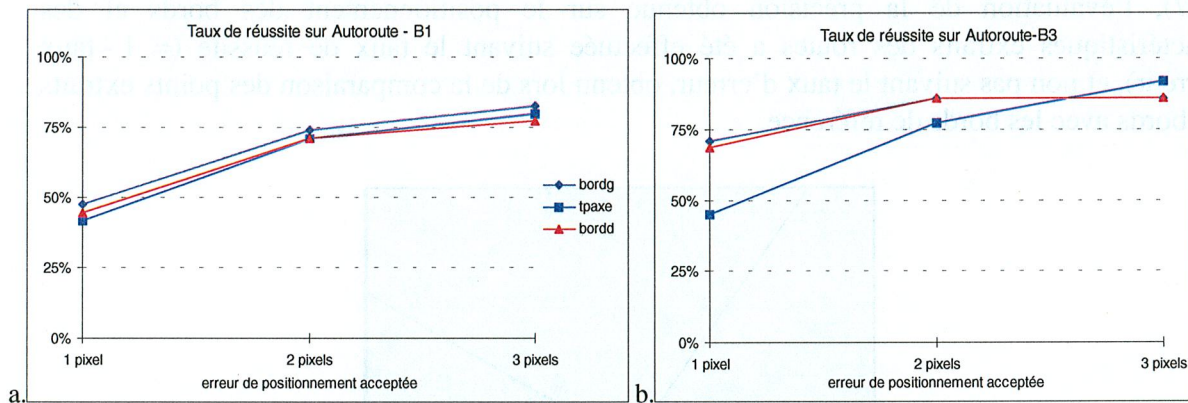 Taux de réussite sur Autoroute - B1
100%
75%
50%
25%
0%
1 pixel
2 pixels
3 pixels
erreur de positionnement acceptée
bordg
tpaxe
bordd
a.
Taux de réussite sur Autoroute-B3
100%
75%
50%
25%
0%
1 pixel
2 pixels
3 pixels
erreur de positionnement acceptée
b.